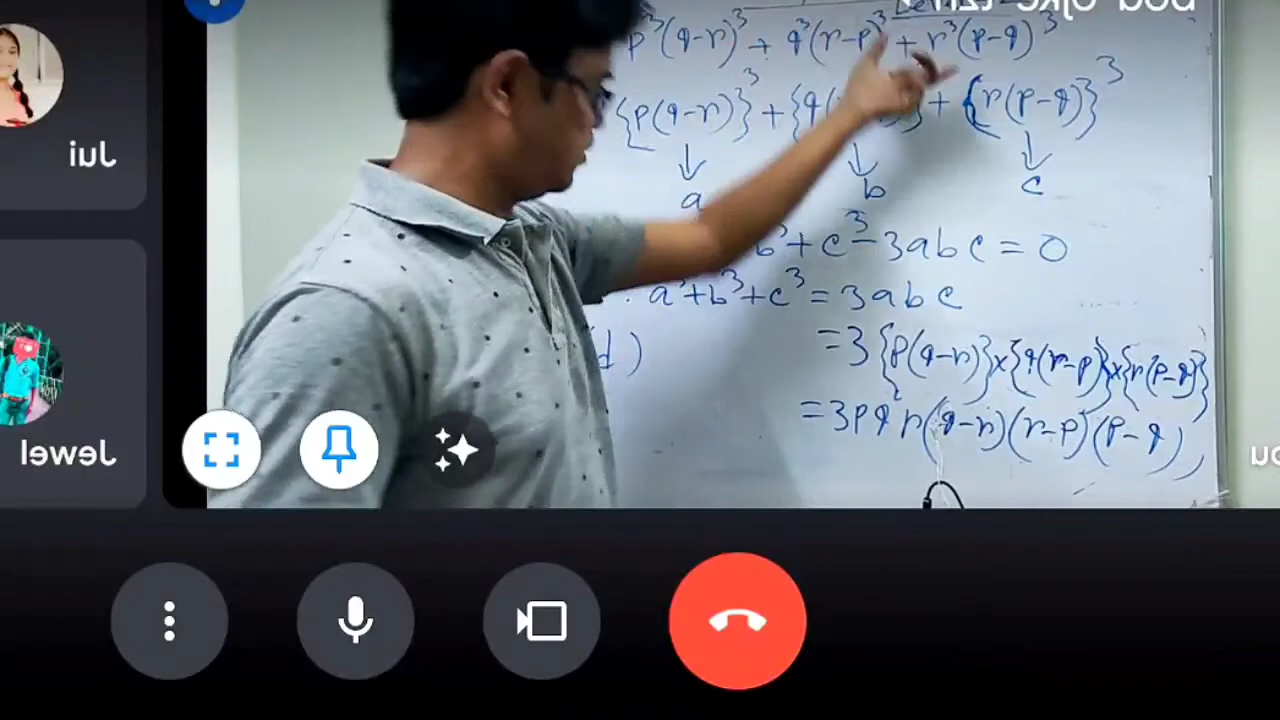 p³(q-r)³ + q³(r-p)³ + r³(p-q)³
{p(q-r)}³ + {q( )} + {r(p-q)}³
↓ ↓ ↓
a b c
b³ + c³ - 3abc = 0
∴ a³+b³+c³ = 3abc
= 3{p(q-r)}×{q(r-p)}×{r(p-q)}
= 3pqr(q-r)(r-p)(p-q)
Jui
Jewel